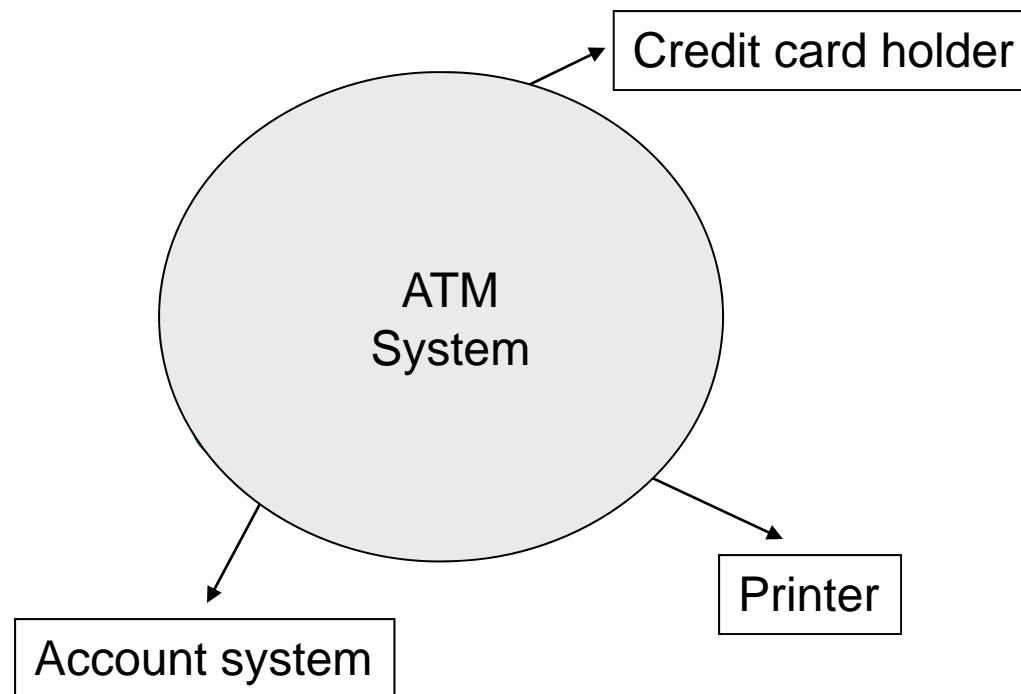 Credit card holder
ATM
System
Printer
Account system